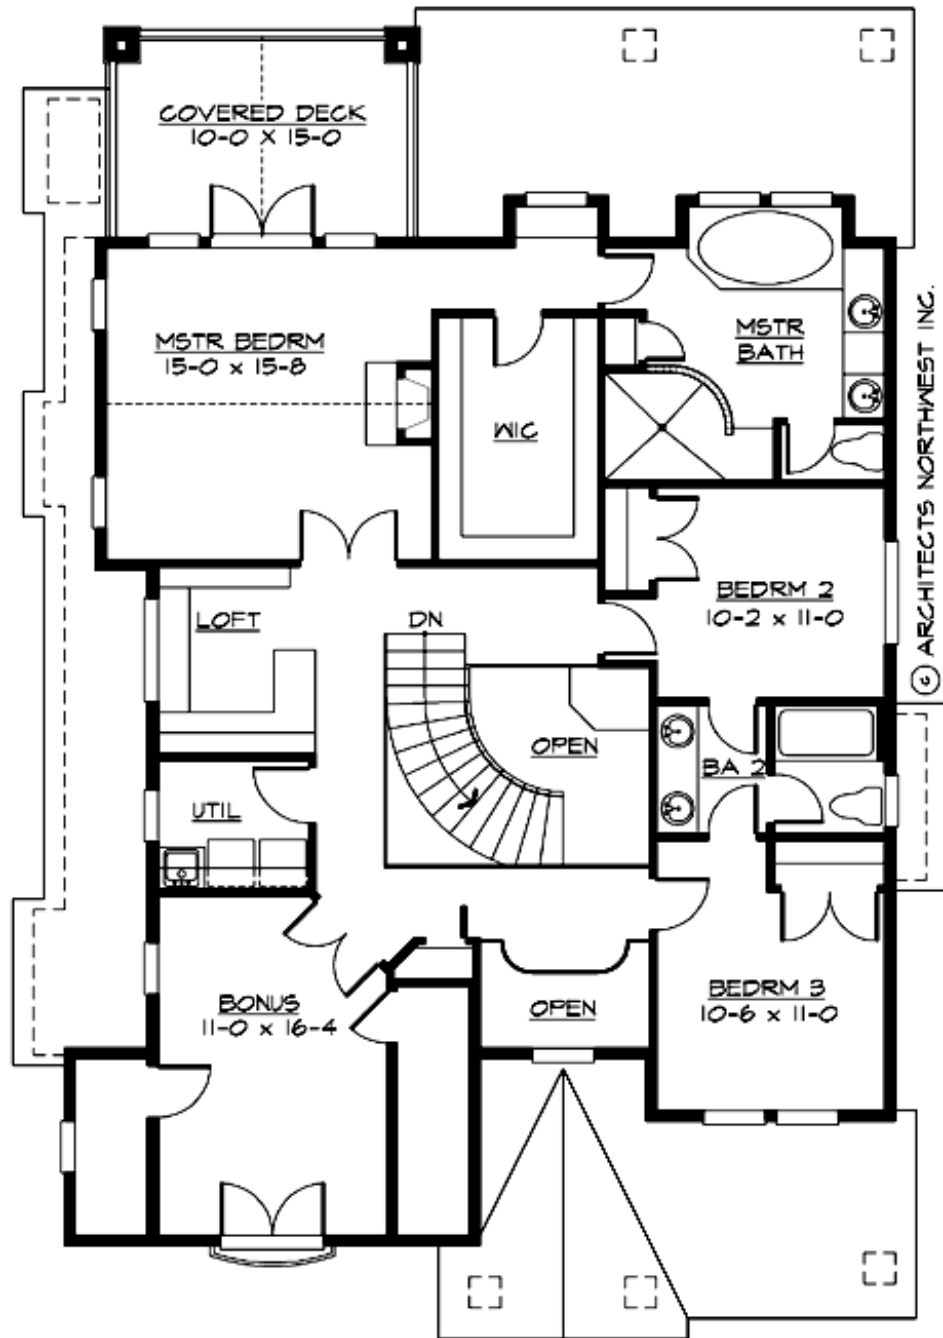 COVERED DECK
10-0 x 15-0
MSTR BEDRM
15-0 x 15-8
MSTR
BATH
WIC
BEDRM 2
10-2 x 11-0
LOFT
DN
OPEN
BA 2
UTIL
BONUS
11-0 x 16-4
OPEN
BEDRM 3
10-6 x 11-0
© ARCHITECTS NORTHWEST INC.